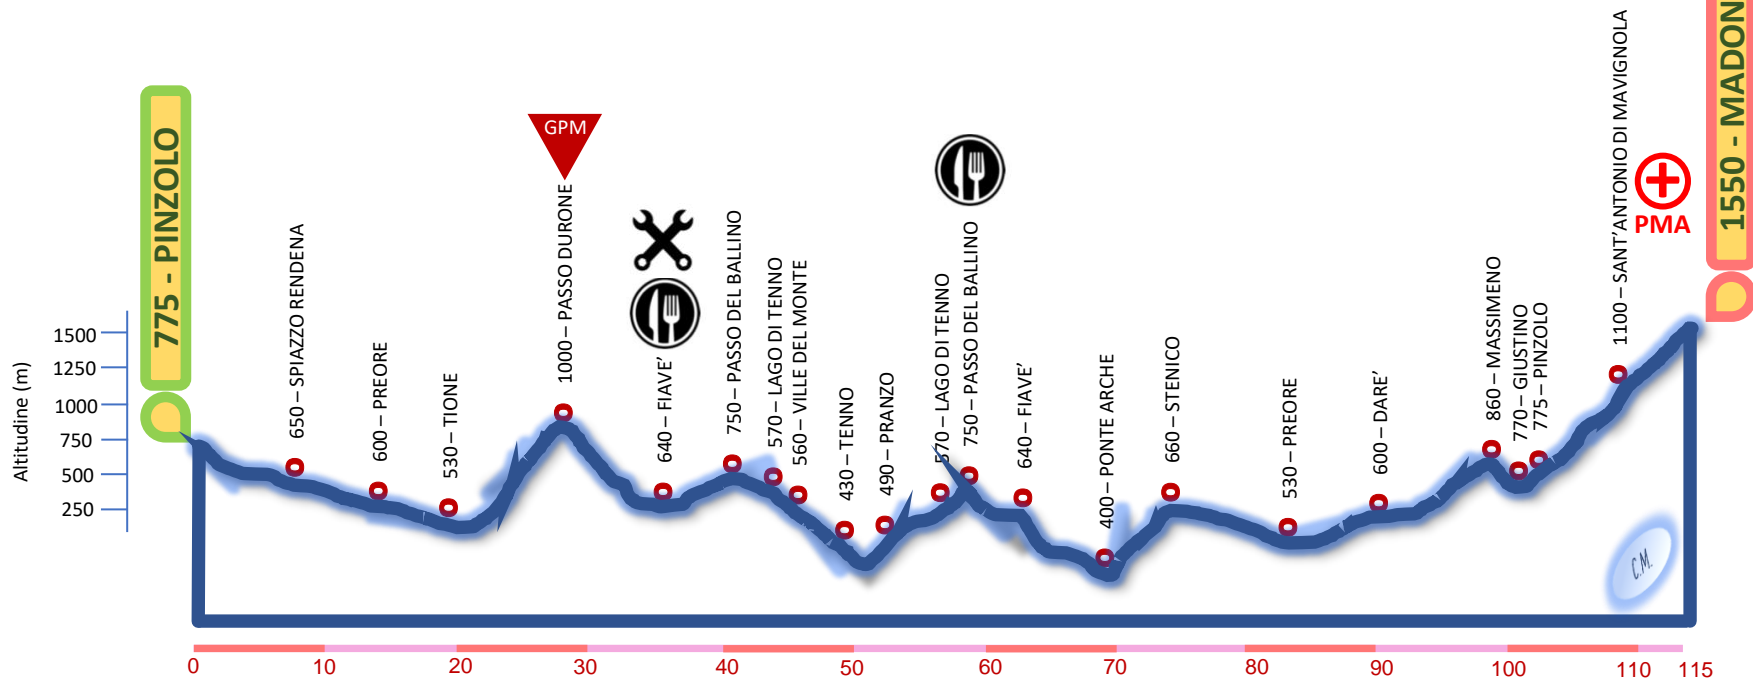 775 - PINZOLO
650 – SPIAZZO RENDENA
600 – PREORE
530 – TIONE
GPM
1000 – PASSO DURONE
640 – FIAVE’
750 – PASSO DEL BALLINO
570 – LAGO DI TENNO
560 – VILLE DEL MONTE
430 – TENNO
490 – PRANZO
570 – LAGO DI TENNO
750 – PASSO DEL BALLINO
640 – FIAVE’
400 – PONTE ARCHE
660 – STENICO
530 – PREORE
600 – DARE’
860 – MASSIMENO
770 – GIUSTINO
775 – PINZOLO
1100 – SANT’ANTONIO DI MAVIGNOLA
PMA
1550 - MADON
Altitudine (m)
1500
1250
1000
750
500
250
C.M.
0 10 20 30 40 50 60 70 80 90 100 110 115